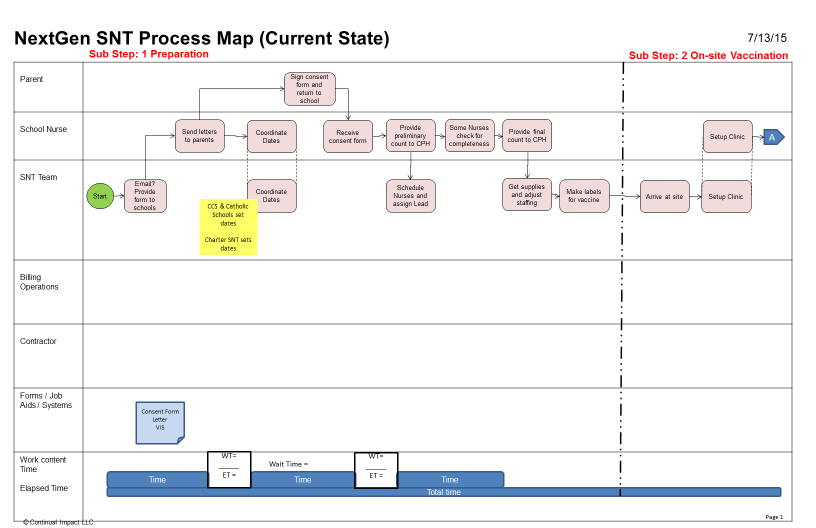 NextGen SNT Process Map (Current State)
7/13/15
Sub Step: 1 Preparation
Sub Step: 2 On-site Vaccination
Parent
Sign consent
form and
return to
school
School Nurse
Send letters
to parents
Coordinate
Dates
Receive
consent form
Provide
preliminary
count to CPH
Some Nurses
check for
completeness
Provide final
count to CPH
Setup Clinic
A
SNT Team
Start
Email?
Provide
form to
schools
Coordinate
Dates
CCS & Catholic
Schools set
dates
Charter SNT sets
dates
Schedule
Nurses and
assign Lead
Get supplies
and adjust
staffing
Make labels
for vaccine
Arrive at site
Setup Clinic
Billing
Operations
Contractor
Forms / Job
Aids / Systems
Consent Form
Letter
VIS
Work content
Time
WT=
ET =
Wait Time =
WT=
ET =
Time
Time
Time
Elapsed Time
Total time
Page 1
© Continual Impact LLC